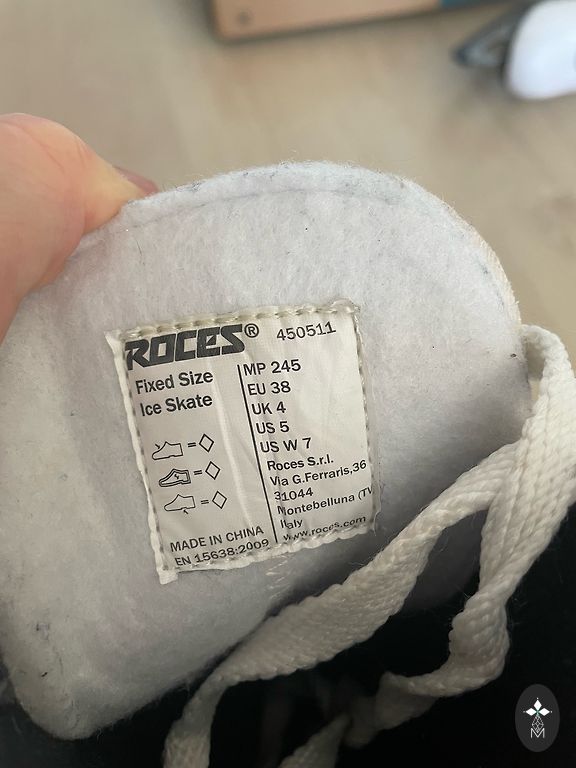 ROCES® 450511
Fixed Size
Ice Skate
MP 245
EU 38
UK 4
US 5
US W 7
Roces S.r.l.
Via G.Ferraris,36
31044
Montebelluna (TV
Italy
www.roces.com
=
=
=
MADE IN CHINA
EN 15638:2009
M